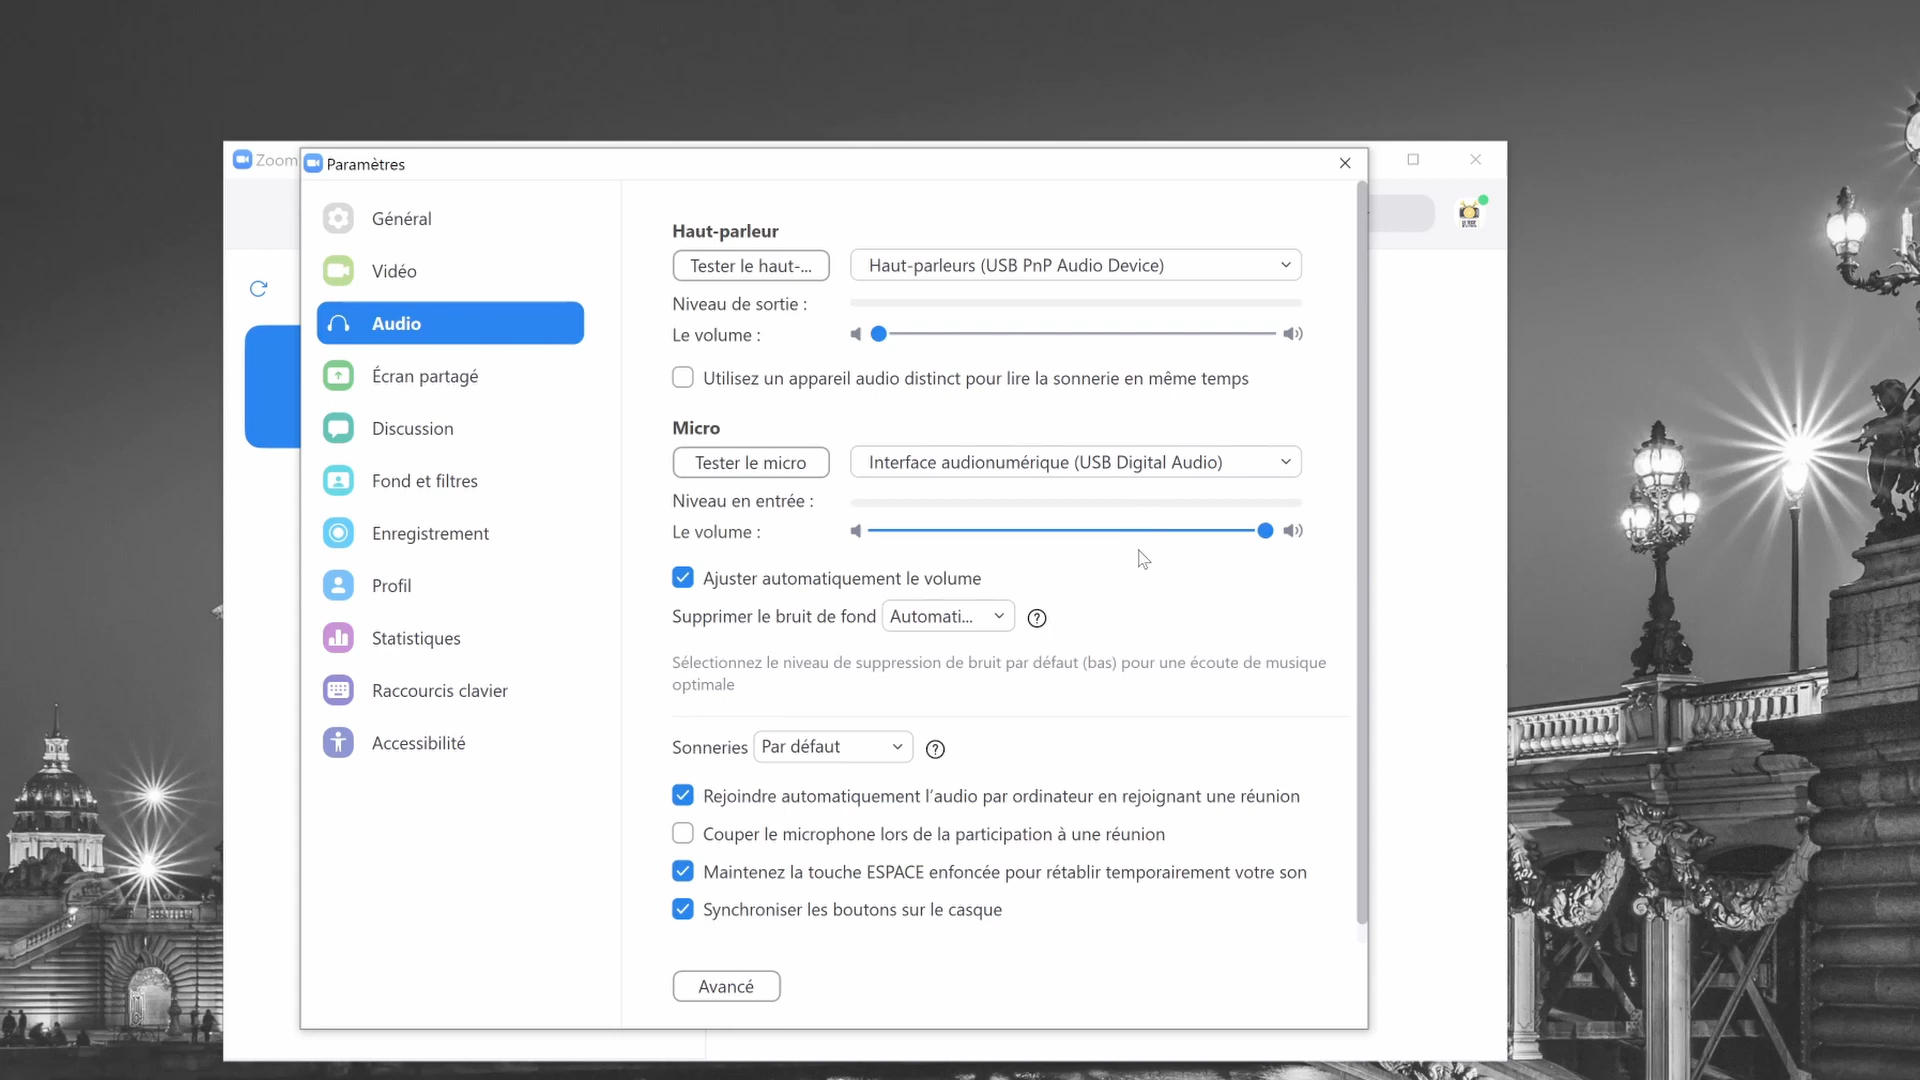 Zoom
Paramètres
Général
Vidéo
Audio
Écran partagé
Discussion
Fond et filtres
Enregistrement
Profil
Statistiques
Raccourcis clavier
Accessibilité
Haut-parleur
Tester le haut-...
Haut-parleurs (USB PnP Audio Device)
Niveau de sortie :
Le volume :
Utilisez un appareil audio distinct pour lire la sonnerie en même temps
Micro
Tester le micro
Interface audionumérique (USB Digital Audio)
Niveau en entrée :
Le volume :
Ajuster automatiquement le volume
Supprimer le bruit de fond Automati...
Sélectionnez le niveau de suppression de bruit par défaut (bas) pour une écoute de musique
optimale
Sonneries Par défaut
Rejoindre automatiquement l'audio par ordinateur en rejoignant une réunion
Couper le microphone lors de la participation à une réunion
Maintenez la touche ESPACE enfoncée pour rétablir temporairement votre son
Synchroniser les boutons sur le casque
Avancé